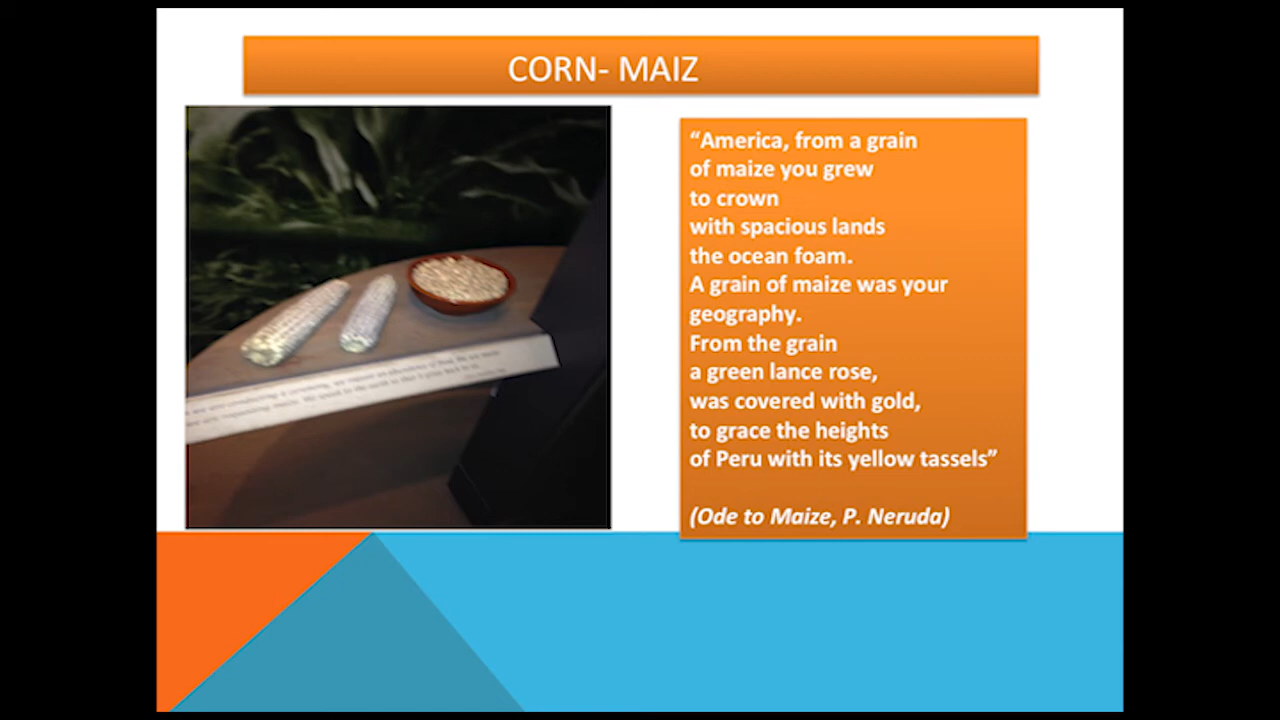 CORN- MAIZ
“America, from a grain
of maize you grew
to crown
with spacious lands
the ocean foam.
A grain of maize was your
geography.
From the grain
a green lance rose,
was covered with gold,
to grace the heights
of Peru with its yellow tassels”
(Ode to Maize, P. Neruda)